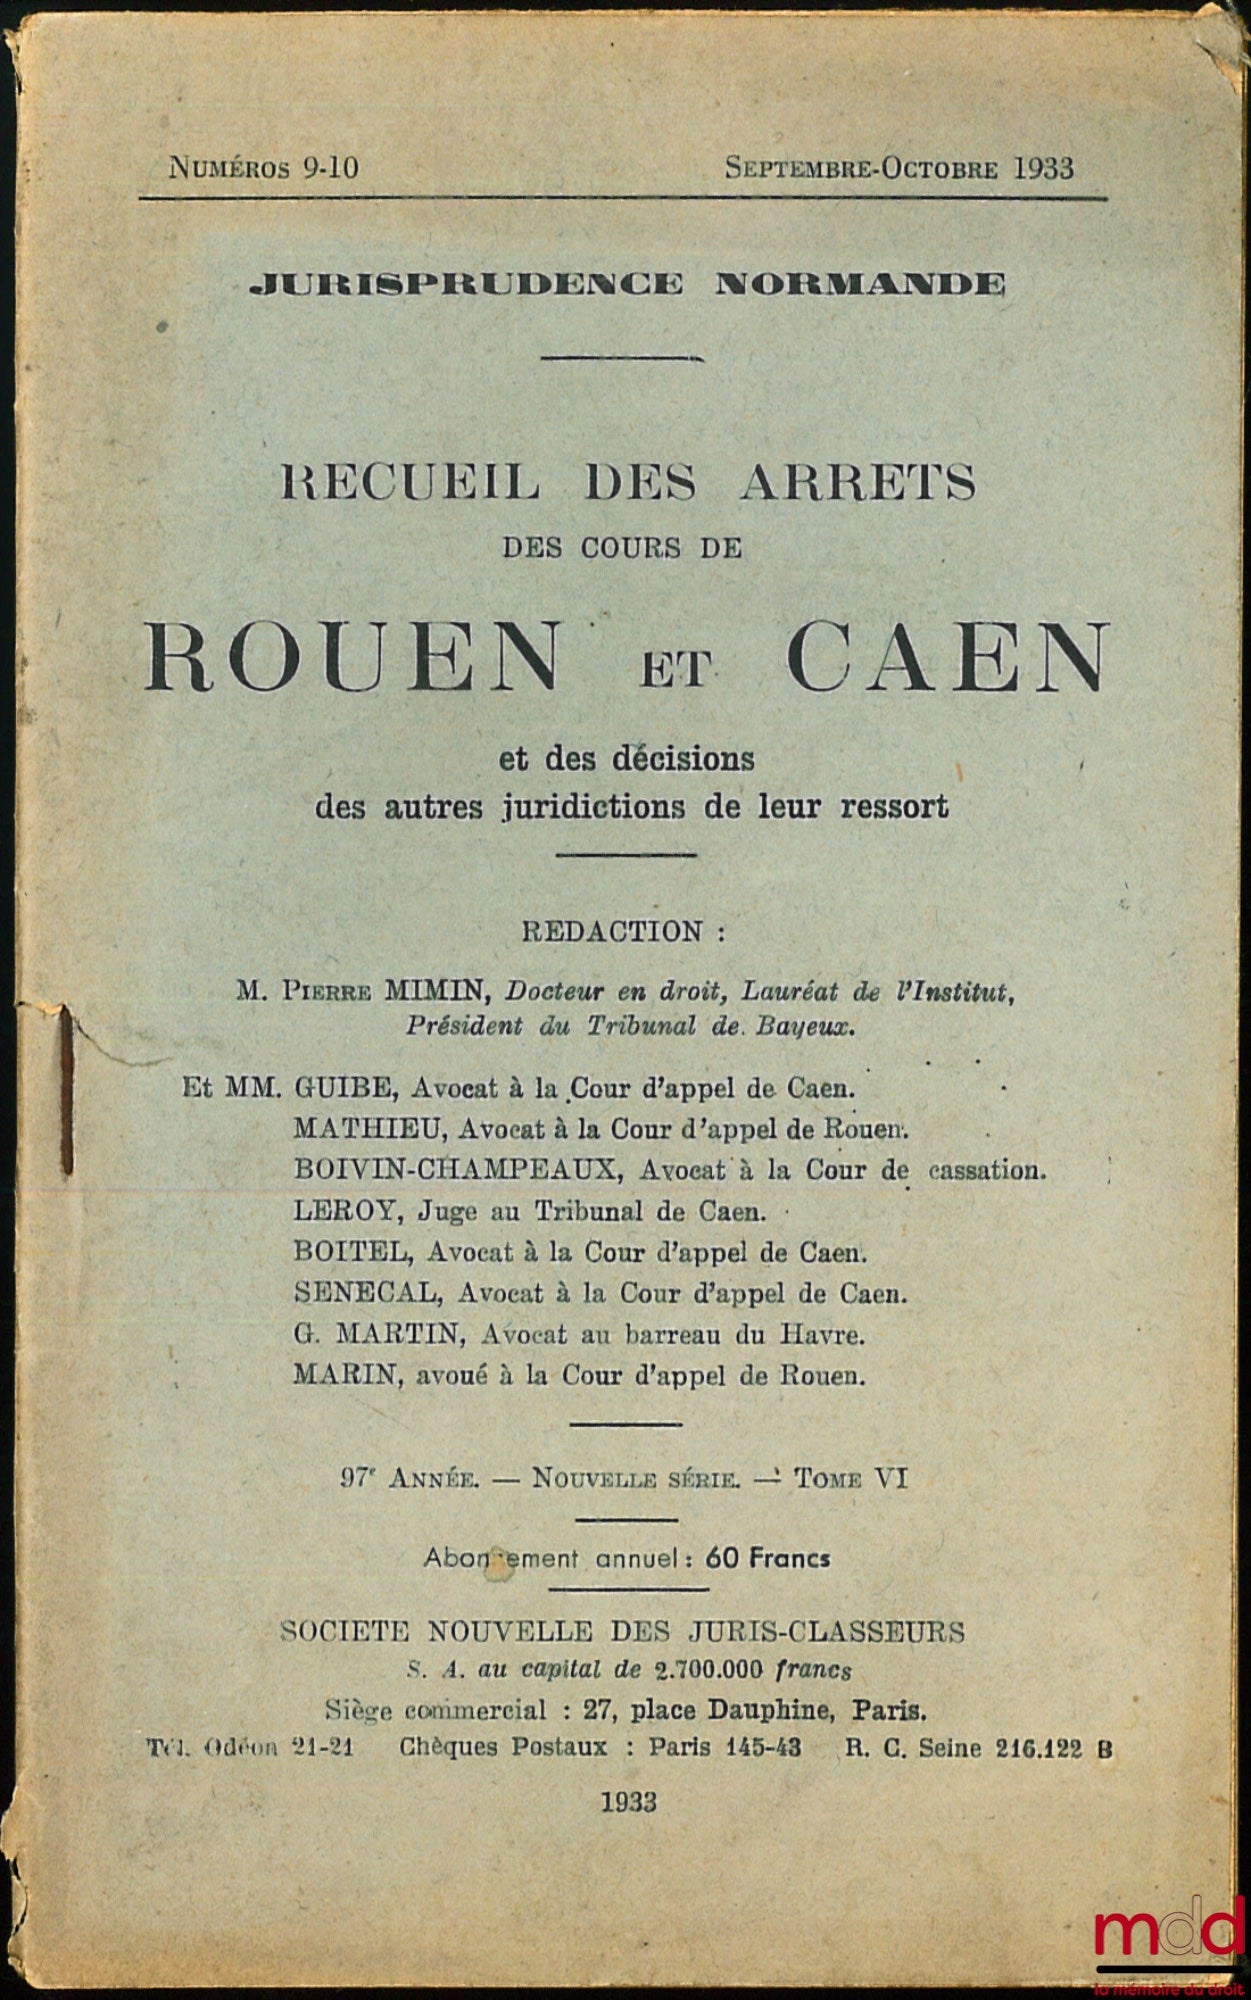 NUMÉROS 9-10 SEPTEMBRE-OCTOBRE 1933
JURISPRUDENCE NORMANDE
RECUEIL DES ARRETS
DES COURS DE
ROUEN ET CAEN
et des décisions
des autres juridictions de leur ressort
REDACTION :
M. PIERRE MIMIN, Docteur en droit, Lauréat de l'Institut,
Président du Tribunal de Bayeux.
Et MM. GUIBE, Avocat à la Cour d'appel de Caen.
MATHIEU, Avocat à la Cour d'appel de Rouen.
BOIVIN-CHAMPEAUX, Avocat à la Cour de cassation.
LEROY, Juge au Tribunal de Caen.
BOITEL, Avocat à la Cour d'appel de Caen.
SENECAL, Avocat à la Cour d'appel de Caen.
G. MARTIN, Avocat au barreau du Havre.
MARIN, avoué à la Cour d'appel de Rouen.
97e ANNÉE. — NOUVELLE SÉRIE. — TOME VI
Abonnement annuel : 60 Francs
SOCIETE NOUVELLE DES JURIS-CLASSEURS
S. A. au capital de 2.700.000 francs
Siège commercial : 27, place Dauphine, Paris.
Tél. Odéon 21-21 Chèques Postaux : Paris 145-43 R. C. Seine 216.122 B
1933
mdd
la mémoire du droit